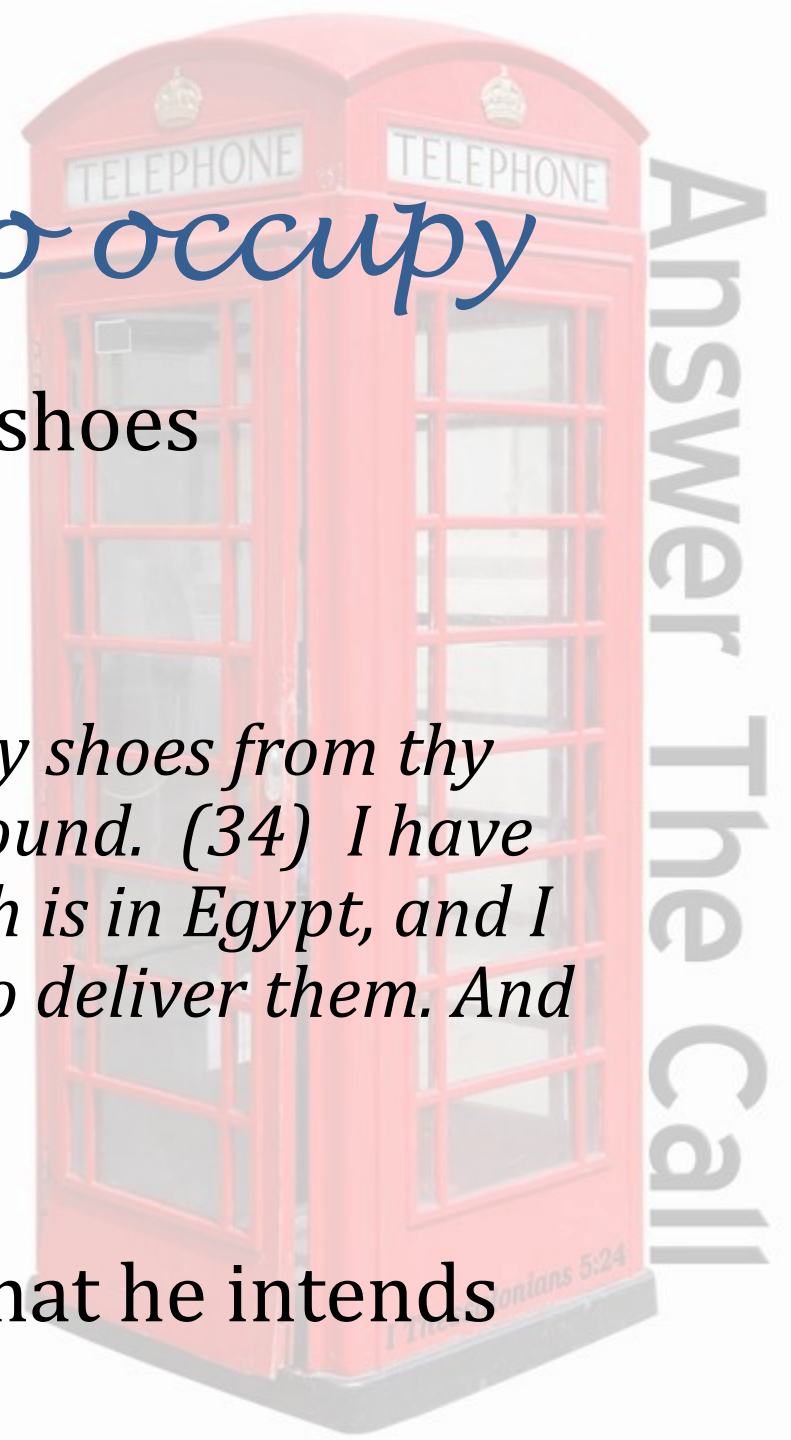 TELEPHONE TELEPHONE
o occupy
shoes
y shoes from thy
ound. (34) I have
h is in Egypt, and I
o deliver them. And
hat he intends
I Thessalonians 5:24
Answer The Call